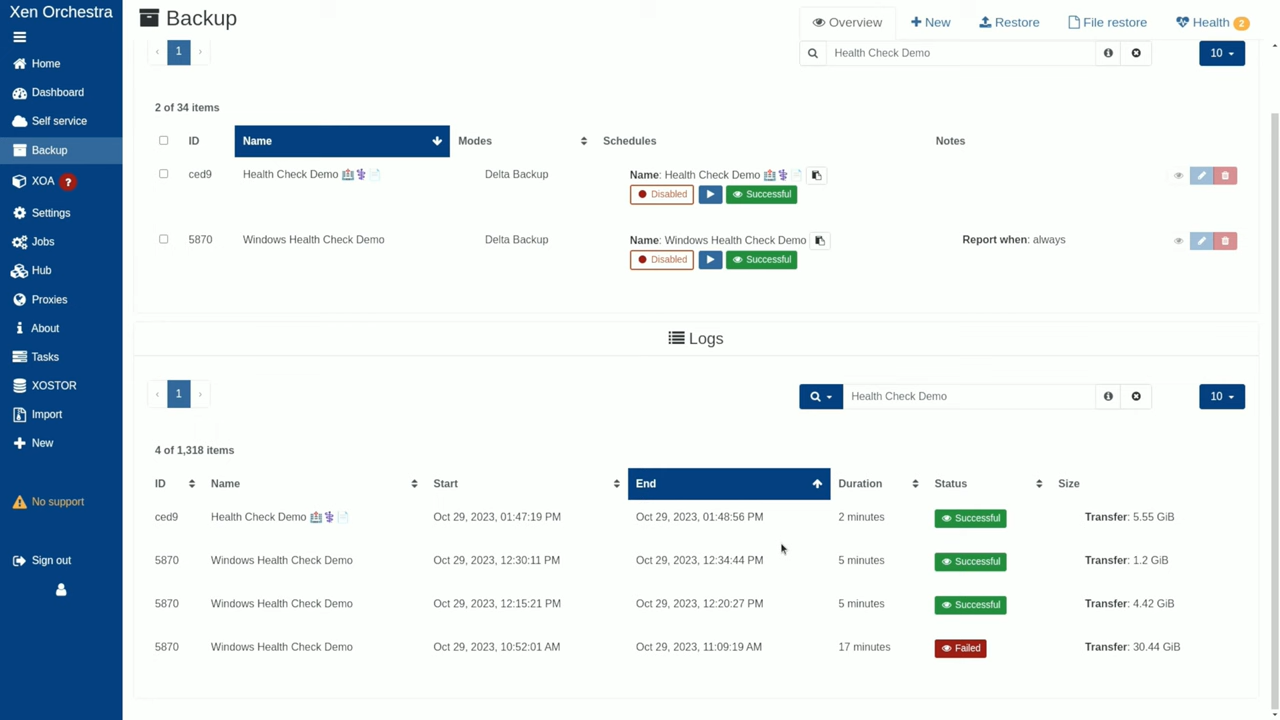 Xen Orchestra
Home
Dashboard
Self service
Backup
XOA ?
Settings
Jobs
Hub
Proxies
About
Tasks
XOSTOR
Import
New
No support
Sign out
Backup
Overview
New
Restore
File restore
Health 2
‹ 1 ›
Health Check Demo
10
2 of 34 items
ID Name Modes Schedules Notes
ced9 Health Check Demo 🏥⚕️📄 Delta Backup Name: Health Check Demo 🏥⚕️📄
Disabled Successful
5870 Windows Health Check Demo Delta Backup Name: Windows Health Check Demo Report when: always
Disabled Successful
Logs
‹ 1 ›
Health Check Demo
10
4 of 1,318 items
ID Name Start End Duration Status Size
ced9 Health Check Demo 🏥⚕️📄 Oct 29, 2023, 01:47:19 PM Oct 29, 2023, 01:48:56 PM 2 minutes Successful Transfer: 5.55 GiB
5870 Windows Health Check Demo Oct 29, 2023, 12:30:11 PM Oct 29, 2023, 12:34:44 PM 5 minutes Successful Transfer: 1.2 GiB
5870 Windows Health Check Demo Oct 29, 2023, 12:15:21 PM Oct 29, 2023, 12:20:27 PM 5 minutes Successful Transfer: 4.42 GiB
5870 Windows Health Check Demo Oct 29, 2023, 10:52:01 AM Oct 29, 2023, 11:09:19 AM 17 minutes Failed Transfer: 30.44 GiB